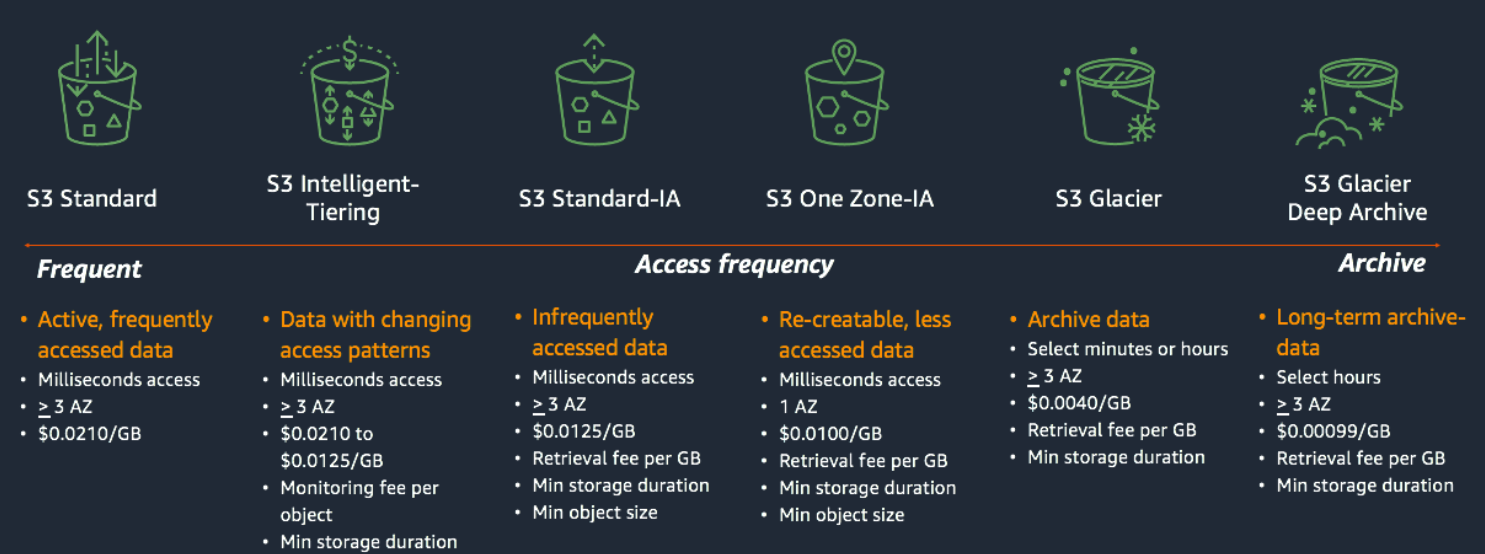 $
S3 Standard
S3 Intelligent-
Tiering
S3 Standard-IA
S3 One Zone-IA
S3 Glacier
S3 Glacier
Deep Archive
Frequent
Access frequency
Archive
• Active, frequently
accessed data
• Milliseconds access
• ≥ 3 AZ
• $0.0210/GB
• Data with changing
access patterns
• Milliseconds access
• ≥ 3 AZ
• $0.0210 to
$0.0125/GB
• Monitoring fee per
object
• Min storage duration
• Infrequently
accessed data
• Milliseconds access
• ≥ 3 AZ
• $0.0125/GB
• Retrieval fee per GB
• Min storage duration
• Min object size
• Re-creatable, less
accessed data
• Milliseconds access
• 1 AZ
• $0.0100/GB
• Retrieval fee per GB
• Min storage duration
• Min object size
• Archive data
• Select minutes or hours
• ≥ 3 AZ
• $0.0040/GB
• Retrieval fee per GB
• Min storage duration
• Long-term archive-
data
• Select hours
• ≥ 3 AZ
• $0.00099/GB
• Retrieval fee per GB
• Min storage duration